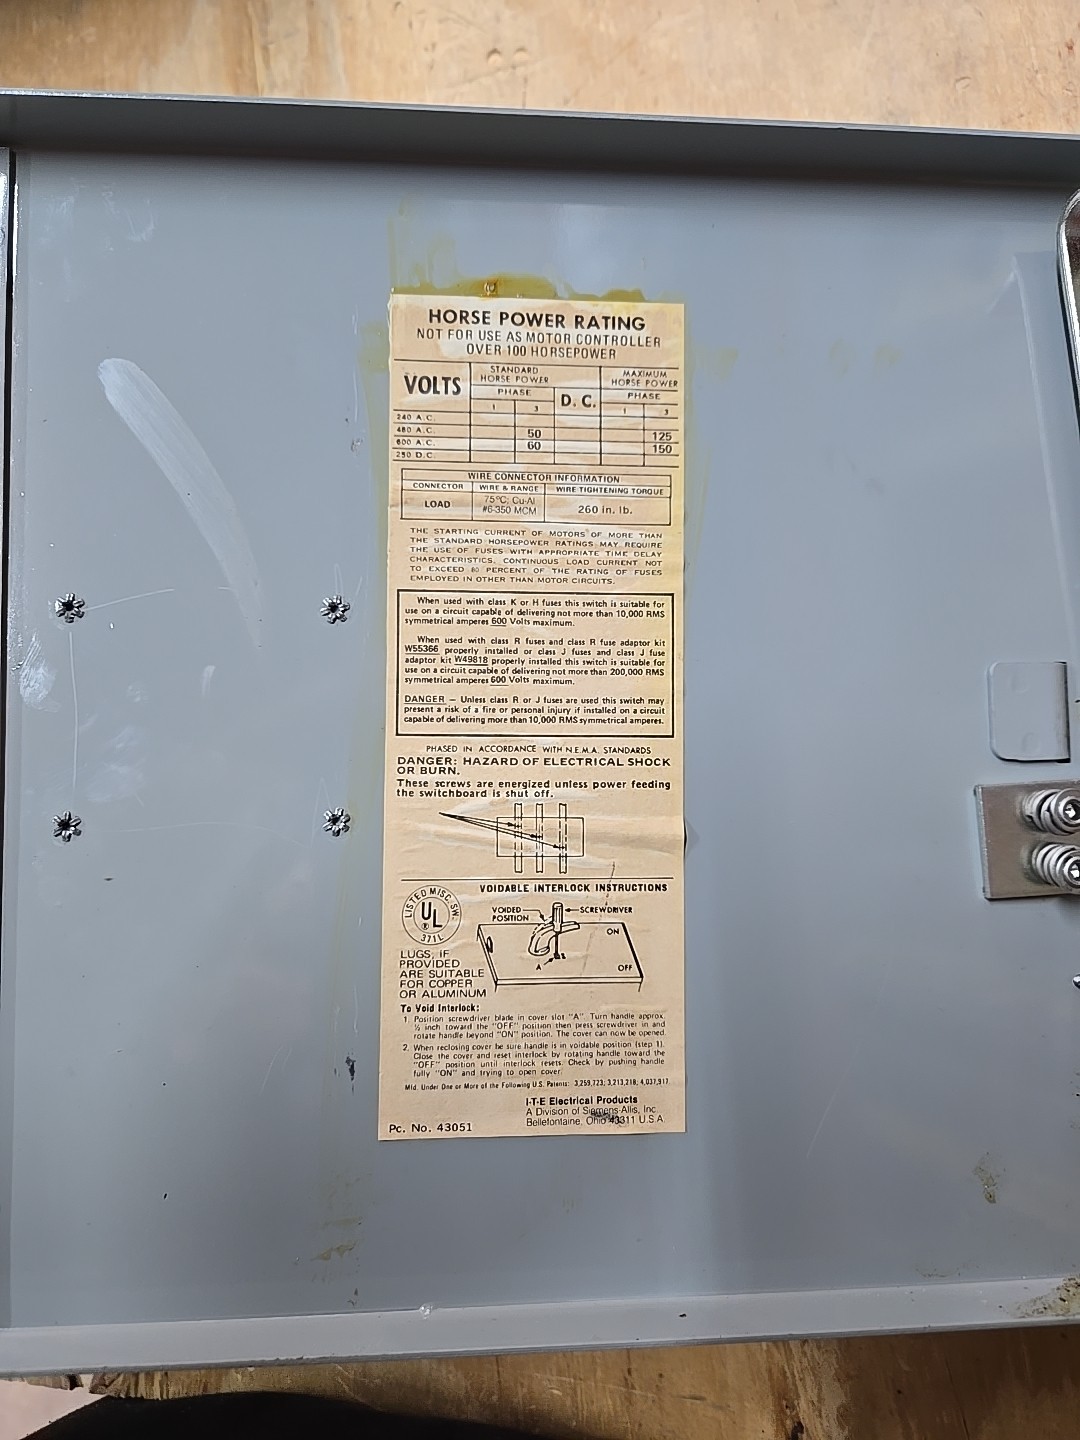 HORSE POWER RATING
NOT FOR USE AS MOTOR CONTROLLER
OVER 100 HORSEPOWER
VOLTS
STANDARD
HORSE POWER
PHASE
1 3
D. C.
MAXIMUM
HORSE POWER
PHASE
1 3
240 A.C.
480 A.C. 50 125
600 A.C. 60 150
250 D.C.
WIRE CONNECTOR INFORMATION
CONNECTOR WIRE & RANGE WIRE TIGHTENING TORQUE
LOAD 75°C; Cu-Al
#6-350 MCM 260 in. lb.
THE STARTING CURRENT OF MOTORS OF MORE THAN
THE STANDARD HORSEPOWER RATINGS MAY REQUIRE
THE USE OF FUSES WITH APPROPRIATE TIME DELAY
CHARACTERISTICS. CONTINUOUS LOAD CURRENT NOT
TO EXCEED 80 PERCENT OF THE RATING OF FUSES
EMPLOYED IN OTHER THAN MOTOR CIRCUITS.
When used with class K or H fuses this switch is suitable for
use on a circuit capable of delivering not more than 10,000 RMS
symmetrical amperes 600 Volts maximum.
When used with class R fuses and class R fuse adaptor kit
W55366 properly installed or class J fuses and class J fuse
adaptor kit W49818 properly installed this switch is suitable for
use on a circuit capable of delivering not more than 200,000 RMS
symmetrical amperes 600 Volts maximum.
DANGER — Unless class R or J fuses are used this switch may
present a risk of a fire or personal injury if installed on a circuit
capable of delivering more than 10,000 RMS symmetrical amperes.
PHASED IN ACCORDANCE WITH N.E.M.A. STANDARDS
DANGER: HAZARD OF ELECTRICAL SHOCK
OR BURN.
These screws are energized unless power feeding
the switchboard is shut off.
VOIDABLE INTERLOCK INSTRUCTIONS
LISTED MISC. SW.
UL
®
371L
VOIDED
POSITION
SCREWDRIVER
ON
A
OFF
LUGS, IF
PROVIDED
ARE SUITABLE
FOR COPPER
OR ALUMINUM
To Void Interlock:
1. Position screwdriver blade in cover slot "A". Turn handle approx.
½ inch toward the "OFF" position then press screwdriver in and
rotate handle beyond "ON" position. The cover can now be opened.
2. When reclosing cover be sure handle is in voidable position (step 1).
Close the cover and reset interlock by rotating handle toward the
"OFF" position until interlock resets. Check by pushing handle
fully "ON" and trying to open cover.
Mfd. Under One or More of the Following U.S. Patents: 3,259,723; 3,213,218; 4,037,917
I-T-E Electrical Products
A Division of Siemens-Allis, Inc.
Bellefontaine, Ohio 43311 U.S.A.
Pc. No. 43051